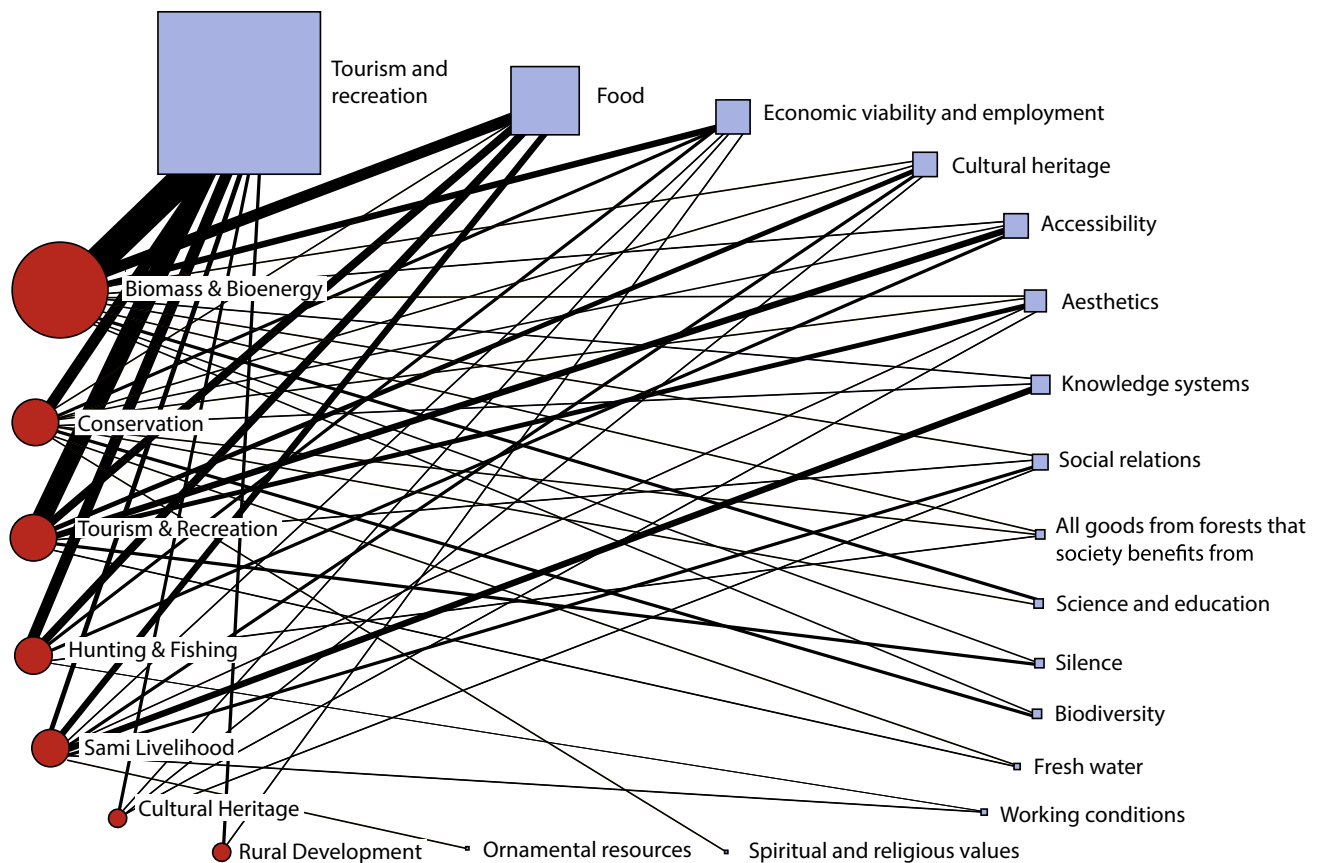 Tourism and
recreation
Food
Economic viability and employment
Cultural heritage
Accessibility
Biomass & Bioenergy
Aesthetics
Knowledge systems
Conservation
Social relations
Tourism & Recreation
All goods from forests that
society benefits from
Science and education
Hunting & Fishing
Silence
Biodiversity
Sami Livelihood
Fresh water
Cultural Heritage
Working conditions
Rural Development
Ornamental resources
Spiritual and religious values